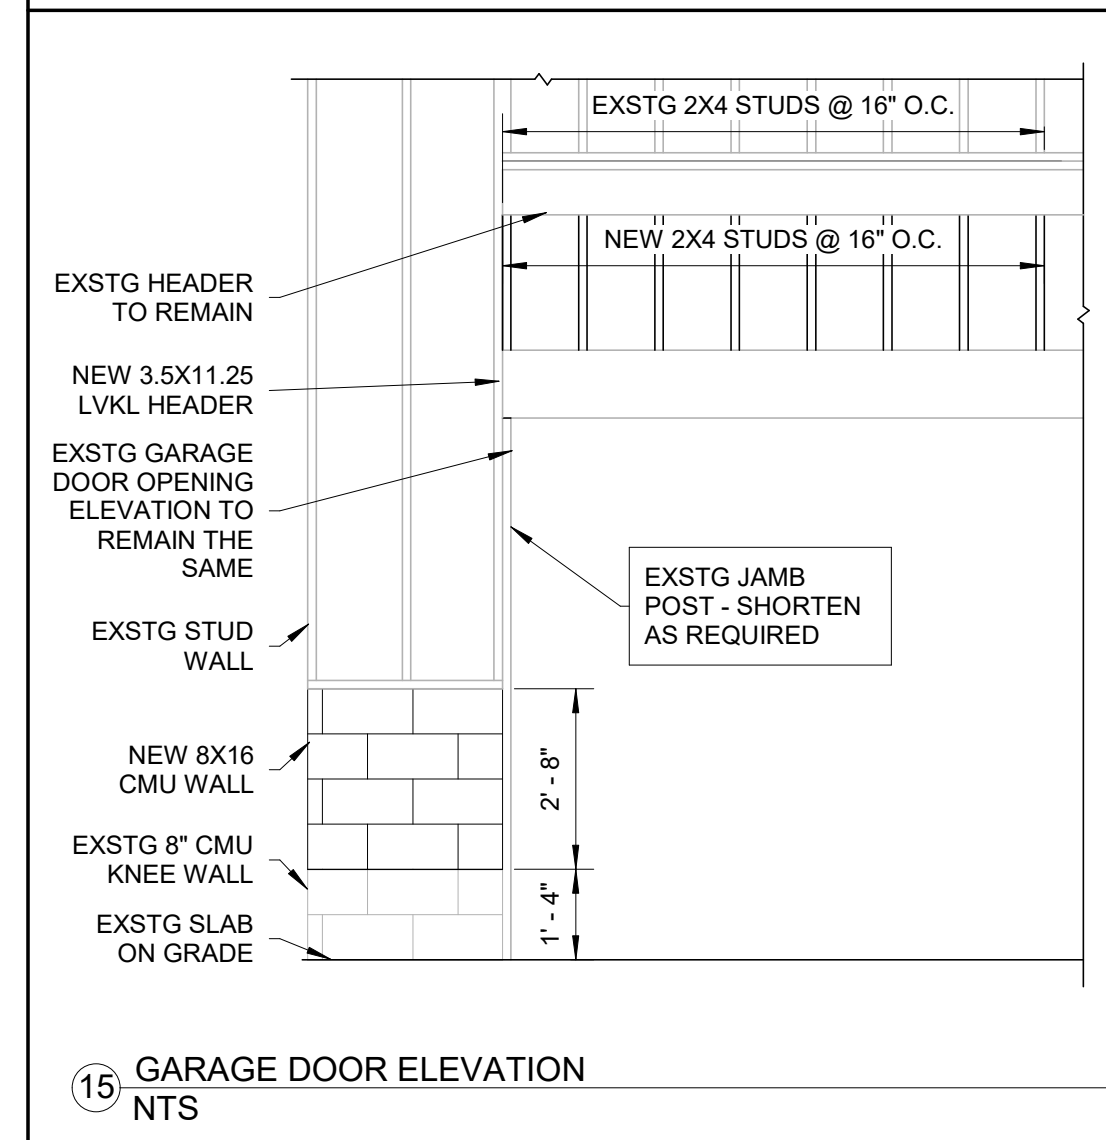 EXSTG 2X4 STUDS @ 16" O.C.
NEW 2X4 STUDS @ 16" O.C.
EXSTG HEADER
TO REMAIN
NEW 3.5X11.25
LVKL HEADER
EXSTG GARAGE
DOOR OPENING
ELEVATION TO
REMAIN THE
SAME
EXSTG JAMB
POST - SHORTEN
AS REQUIRED
EXSTG STUD
WALL
NEW 8X16
CMU WALL
2' - 8"
EXSTG 8" CMU
KNEE WALL
1' - 4"
EXSTG SLAB
ON GRADE
15 GARAGE DOOR ELEVATION
NTS